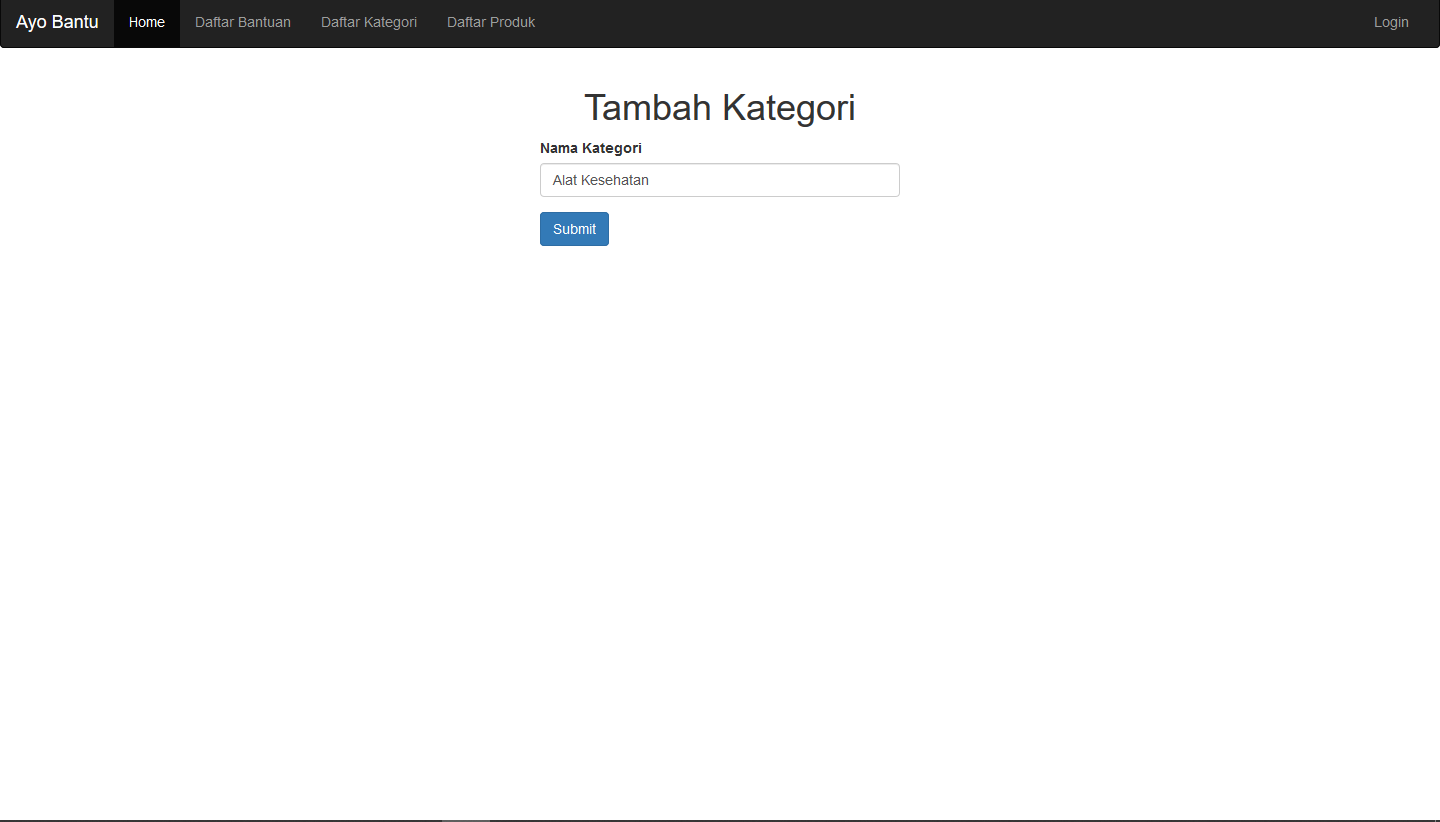 Ayo Bantu Home Daftar Bantuan Daftar Kategori Daftar Produk Login
Tambah Kategori
Nama Kategori
Alat Kesehatan
Submit